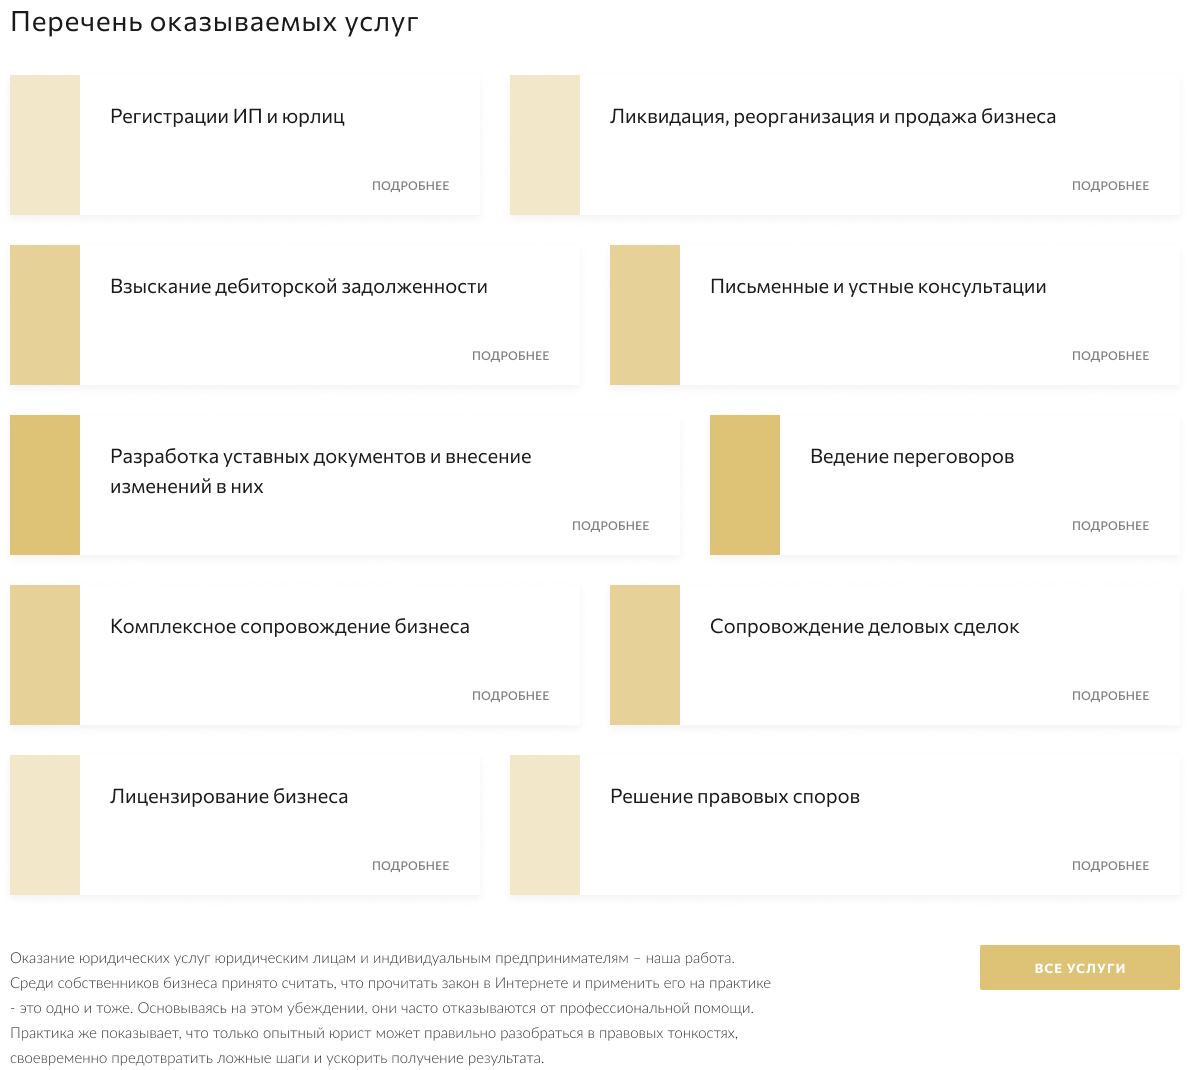 Перечень оказываемых услуг
Регистрации ИП и юрлиц
ПОДРОБНЕЕ
Ликвидация, реорганизация и продажа бизнеса
ПОДРОБНЕЕ
Взыскание дебиторской задолженности
ПОДРОБНЕЕ
Письменные и устные консультации
ПОДРОБНЕЕ
Разработка уставных документов и внесение
изменений в них
ПОДРОБНЕЕ
Ведение переговоров
ПОДРОБНЕЕ
Комплексное сопровождение бизнеса
ПОДРОБНЕЕ
Сопровождение деловых сделок
ПОДРОБНЕЕ
Лицензирование бизнеса
ПОДРОБНЕЕ
Решение правовых споров
ПОДРОБНЕЕ
Оказание юридических услуг юридическим лицам и индивидуальным предпринимателям – наша работа.
Среди собственников бизнеса принято считать, что прочитать закон в Интернете и применить его на практике
- это одно и тоже. Основываясь на этом убеждении, они часто отказываются от профессиональной помощи.
Практика же показывает, что только опытный юрист может правильно разобраться в правовых тонкостях,
своевременно предотвратить ложные шаги и ускорить получение результата.
ВСЕ УСЛУГИ